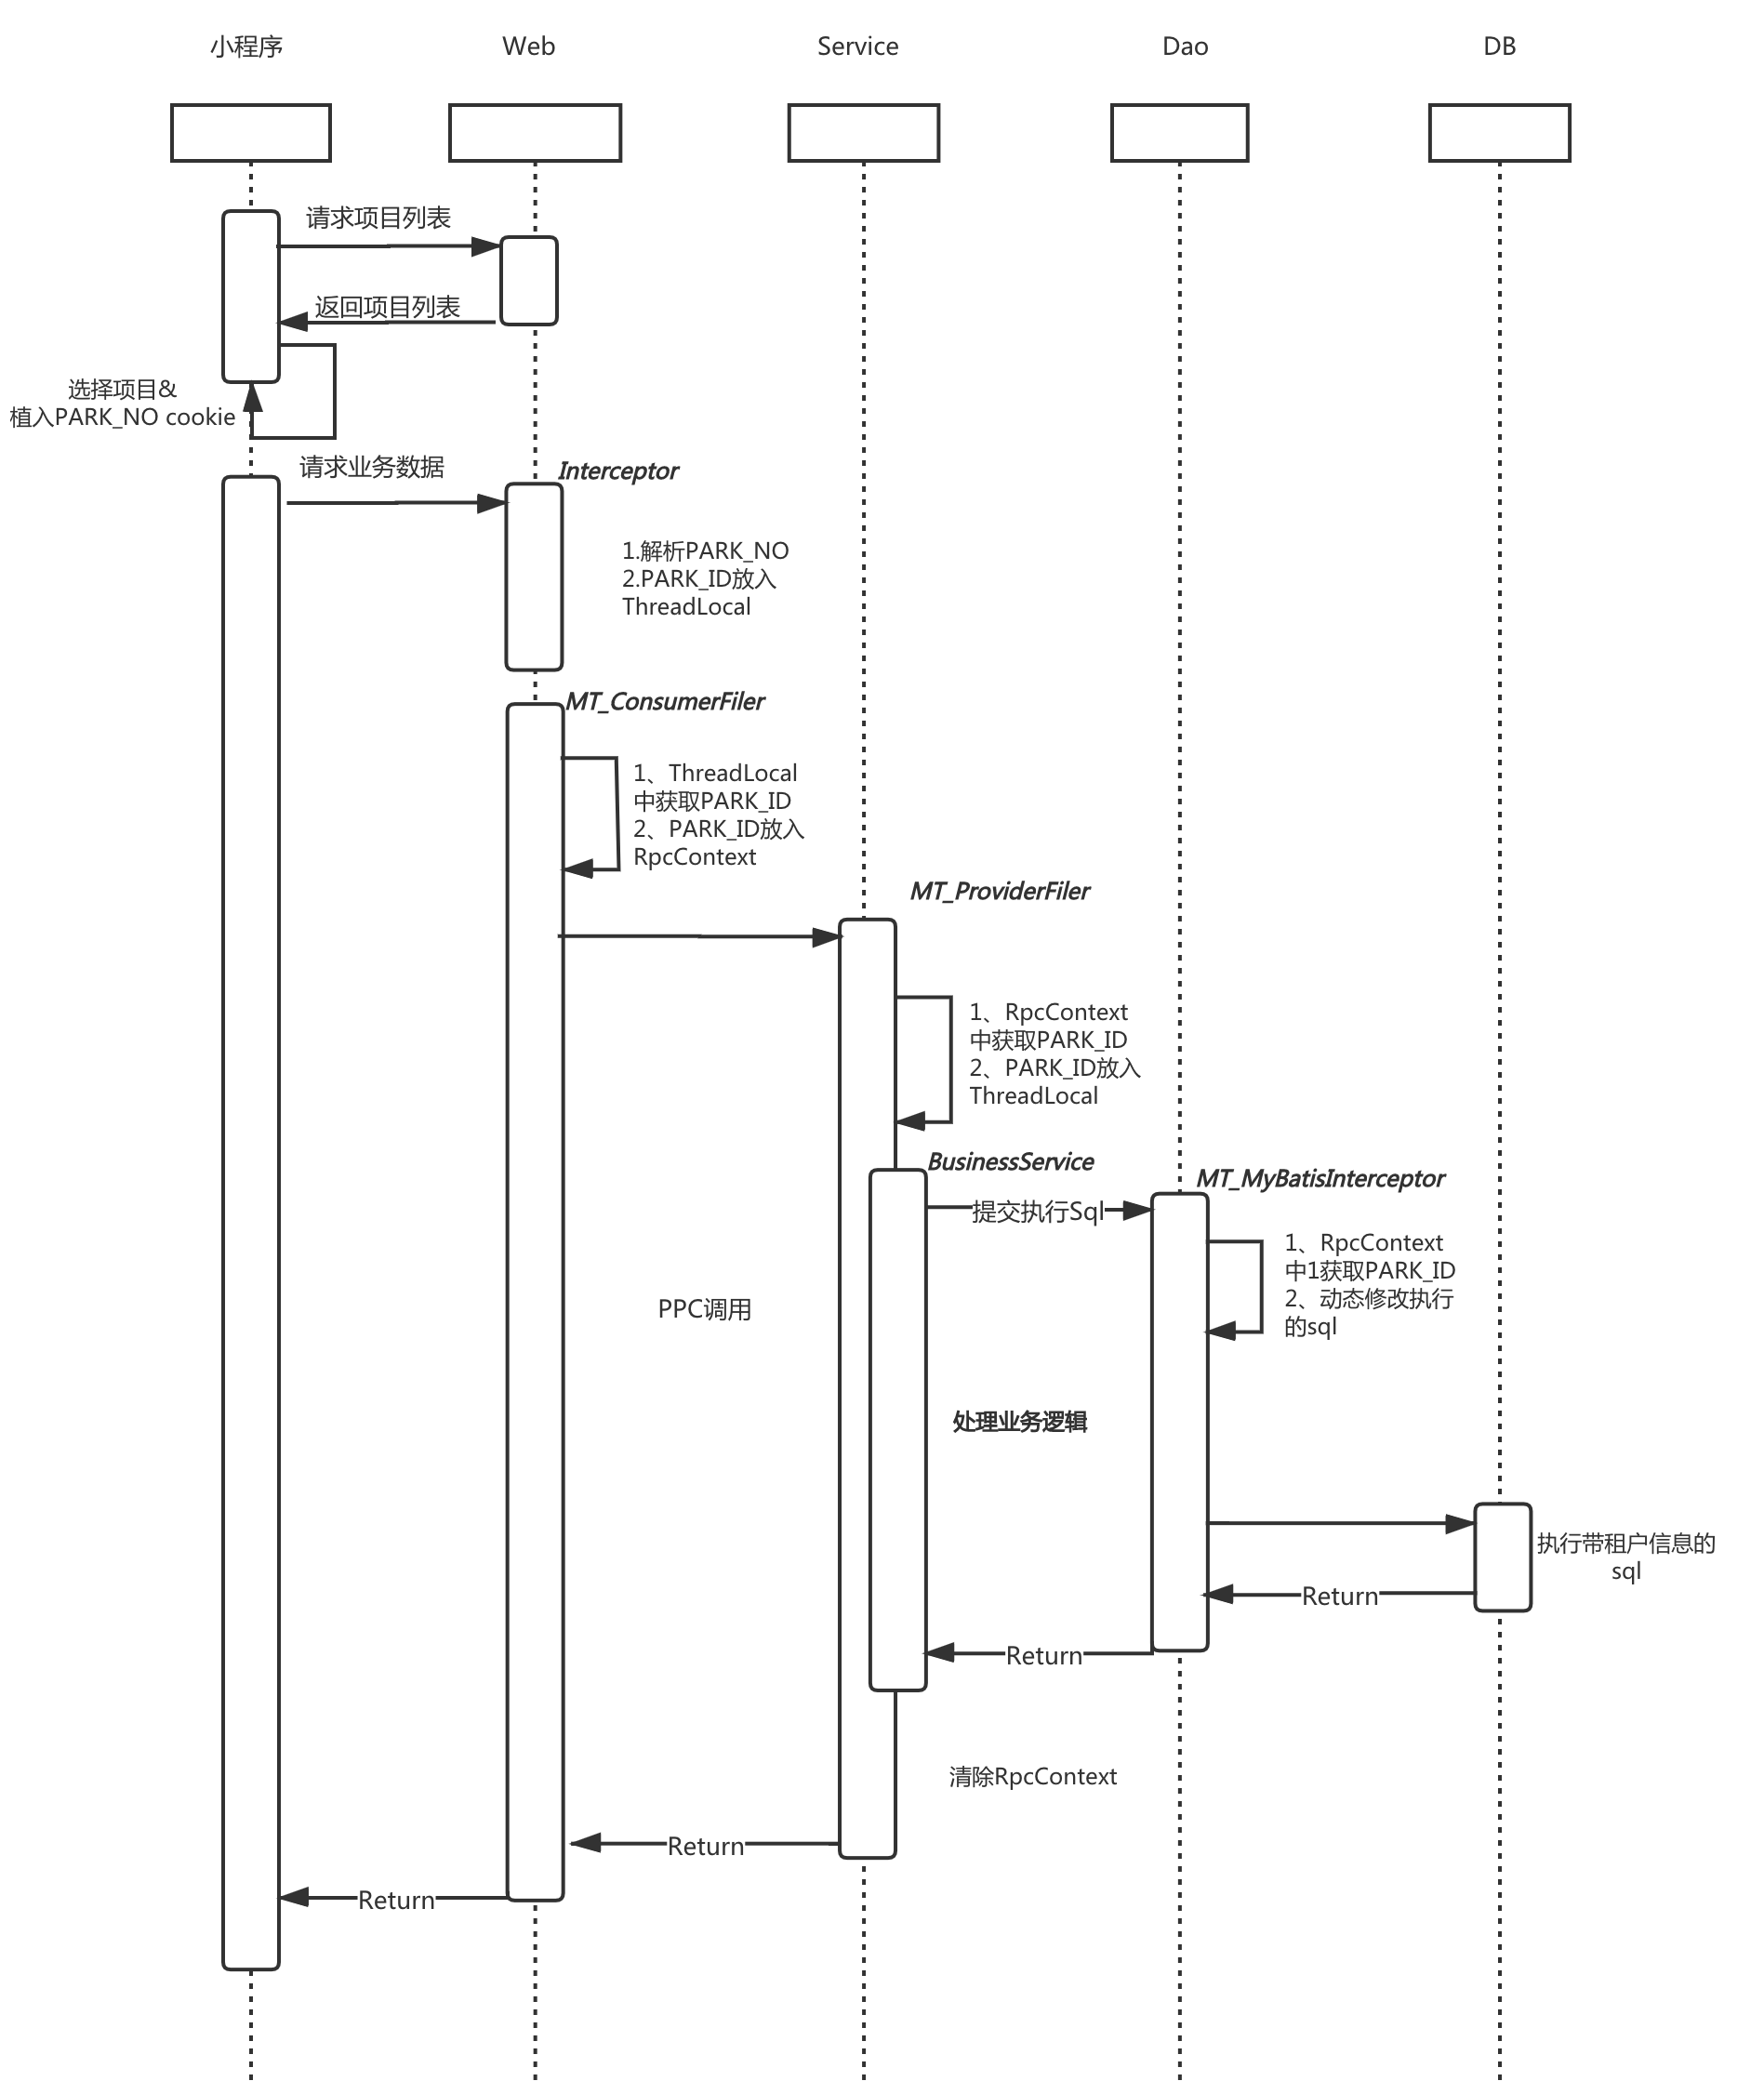 小程序
Web
Service
Dao
DB
请求项目列表
返回项目列表
选择项目&
植入PARK_NO cookie
请求业务数据
Interceptor
1.解析PARK_NO
2.PARK_ID放入
ThreadLocal
MT_ConsumerFiler
1、ThreadLocal
中获取PARK_ID
2、PARK_ID放入
RpcContext
MT_ProviderFiler
1、RpcContext
中获取PARK_ID
2、PARK_ID放入
ThreadLocal
BusinessService
MT_MyBatisInterceptor
提交执行Sql
1、RpcContext
中1获取PARK_ID
2、动态修改执行
的sql
PPC调用
处理业务逻辑
执行带租户信息的
sql
Return
Return
清除RpcContext
Return
Return